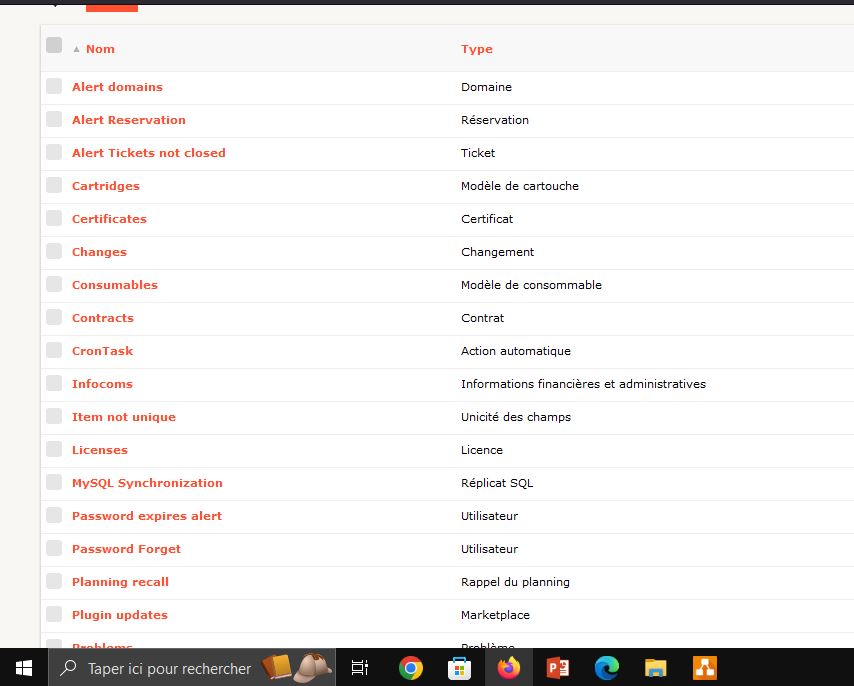 Nom Type
Alert domains Domaine
Alert Reservation Réservation
Alert Tickets not closed Ticket
Cartridges Modèle de cartouche
Certificates Certificat
Changes Changement
Consumables Modèle de consommable
Contracts Contrat
CronTask Action automatique
Infocoms Informations financières et administratives
Item not unique Unicité des champs
Licenses Licence
MySQL Synchronization Réplicat SQL
Password expires alert Utilisateur
Password Forget Utilisateur
Planning recall Rappel du planning
Plugin updates Marketplace
Problems Problème
Taper ici pour rechercher